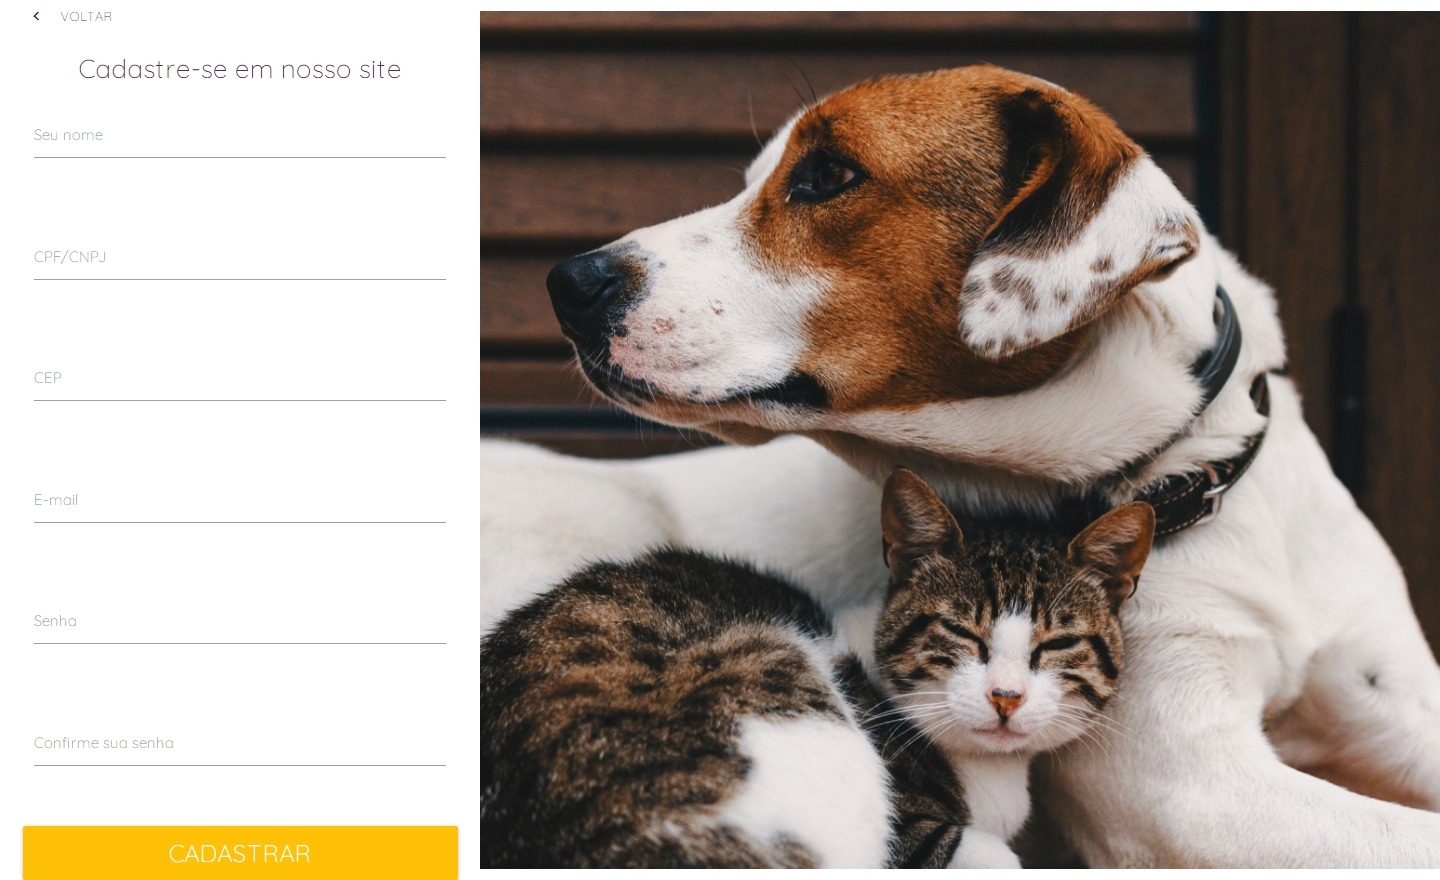 VOLTAR
Cadastre-se em nosso site
Seu nome
CPF/CNPJ
CEP
E-mail
Senha
Confirme sua senha
CADASTRAR